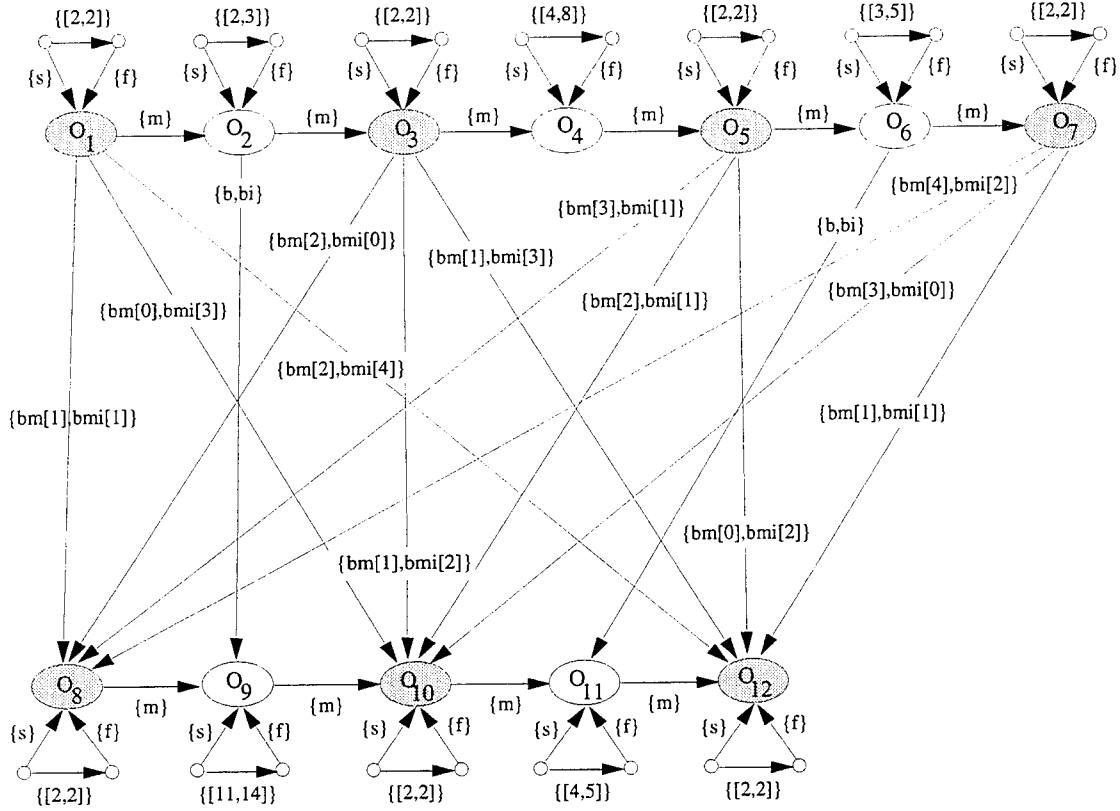 {[2,2]} {[2,3]} {[2,2]} {[4,8]} {[2,2]} {[3,5]} {[2,2]}
{s} {f} {s} {f} {s} {f} {s} {f} {s} {f} {s} {f} {s} {f}
O1 {m} O2 {m} O3 {m} O4 {m} O5 {m} O6 {m} O7
{b,bi} {bm[3],bmi[1]} {bm[4],bmi[2]}
{b,bi}
{bm[2],bmi[0]} {bm[1],bmi[3]}
{bm[0],bmi[3]} {bm[2],bmi[1]} {bm[3],bmi[0]}
{bm[2],bmi[4]}
{bm[1],bmi[1]} {bm[1],bmi[1]}
{bm[0],bmi[2]}
{bm[1],bmi[2]}
O8 {m} O9 {m} O10 {m} O11 {m} O12
{s} {f} {s} {f} {s} {f} {s} {f} {s} {f}
{[2,2]} {[11,14]} {[2,2]} {[4,5]} {[2,2]}